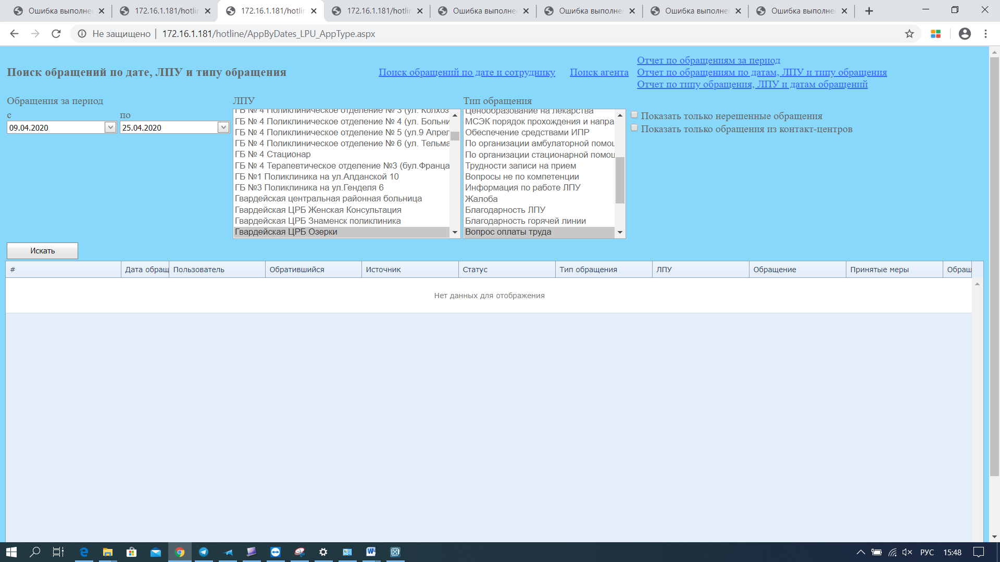 Ошибка выполне
172.16.1.181/hotli
172.16.1.181/hotli
172.16.1.181/hotli
Ошибка выполне
Ошибка выполне
Ошибка выполне
Ошибка выполне
Не защищено | 172.16.1.181/hotline/AppByDates_LPU_AppType.aspx
Поиск обращений по дате, ЛПУ и типу обращения
Поиск обращений по дате и сотруднику
Поиск агента
Отчет по обращениям за период
Отчет по обращениям по датам, ЛПУ и типу обращения
Отчет по типу обращения, ЛПУ и датам обращений
Обращения за период
с
по
09.04.2020
25.04.2020
ЛПУ
ГБ № 4 Поликлиническое отделение № 3 (ул. Колхоз
ГБ № 4 Поликлиническое отделение № 4 (ул. Больни
ГБ № 4 Поликлиническое отделение № 5 (ул.9 Апрел
ГБ № 4 Поликлиническое отделение № 6 (ул. Тельма
ГБ № 4 Стационар
ГБ № 4 Терапевтическое отделение №3 (бул.Франца
ГБ №1 Поликлиника на ул.Алданской 10
ГБ №3 Поликлиника на ул.Генделя 6
Гвардейская центральная районная больница
Гвардейская ЦРБ Женская Консультация
Гвардейская ЦРБ Знаменск поликлиника
Гвардейская ЦРБ Озерки
Тип обращения
Ценообразование на лекарства
МСЭК порядок прохождения и напра
Обеспечение средствами ИПР
По организации амбулаторной помощ
По организации стационарной помощ
Трудности записи на прием
Вопросы не по компетенции
Информация по работе ЛПУ
Жалоба
Благодарность ЛПУ
Благодарность горячей линии
Вопрос оплаты труда
Показать только нерешенные обращения
Показать только обращения из контакт-центров
Искать
# Дата обращ Пользователь Обратившийся Источник Статус Тип обращения ЛПУ Обращение Принятые меры Обращ
Нет данных для отображения
РУС 15:48